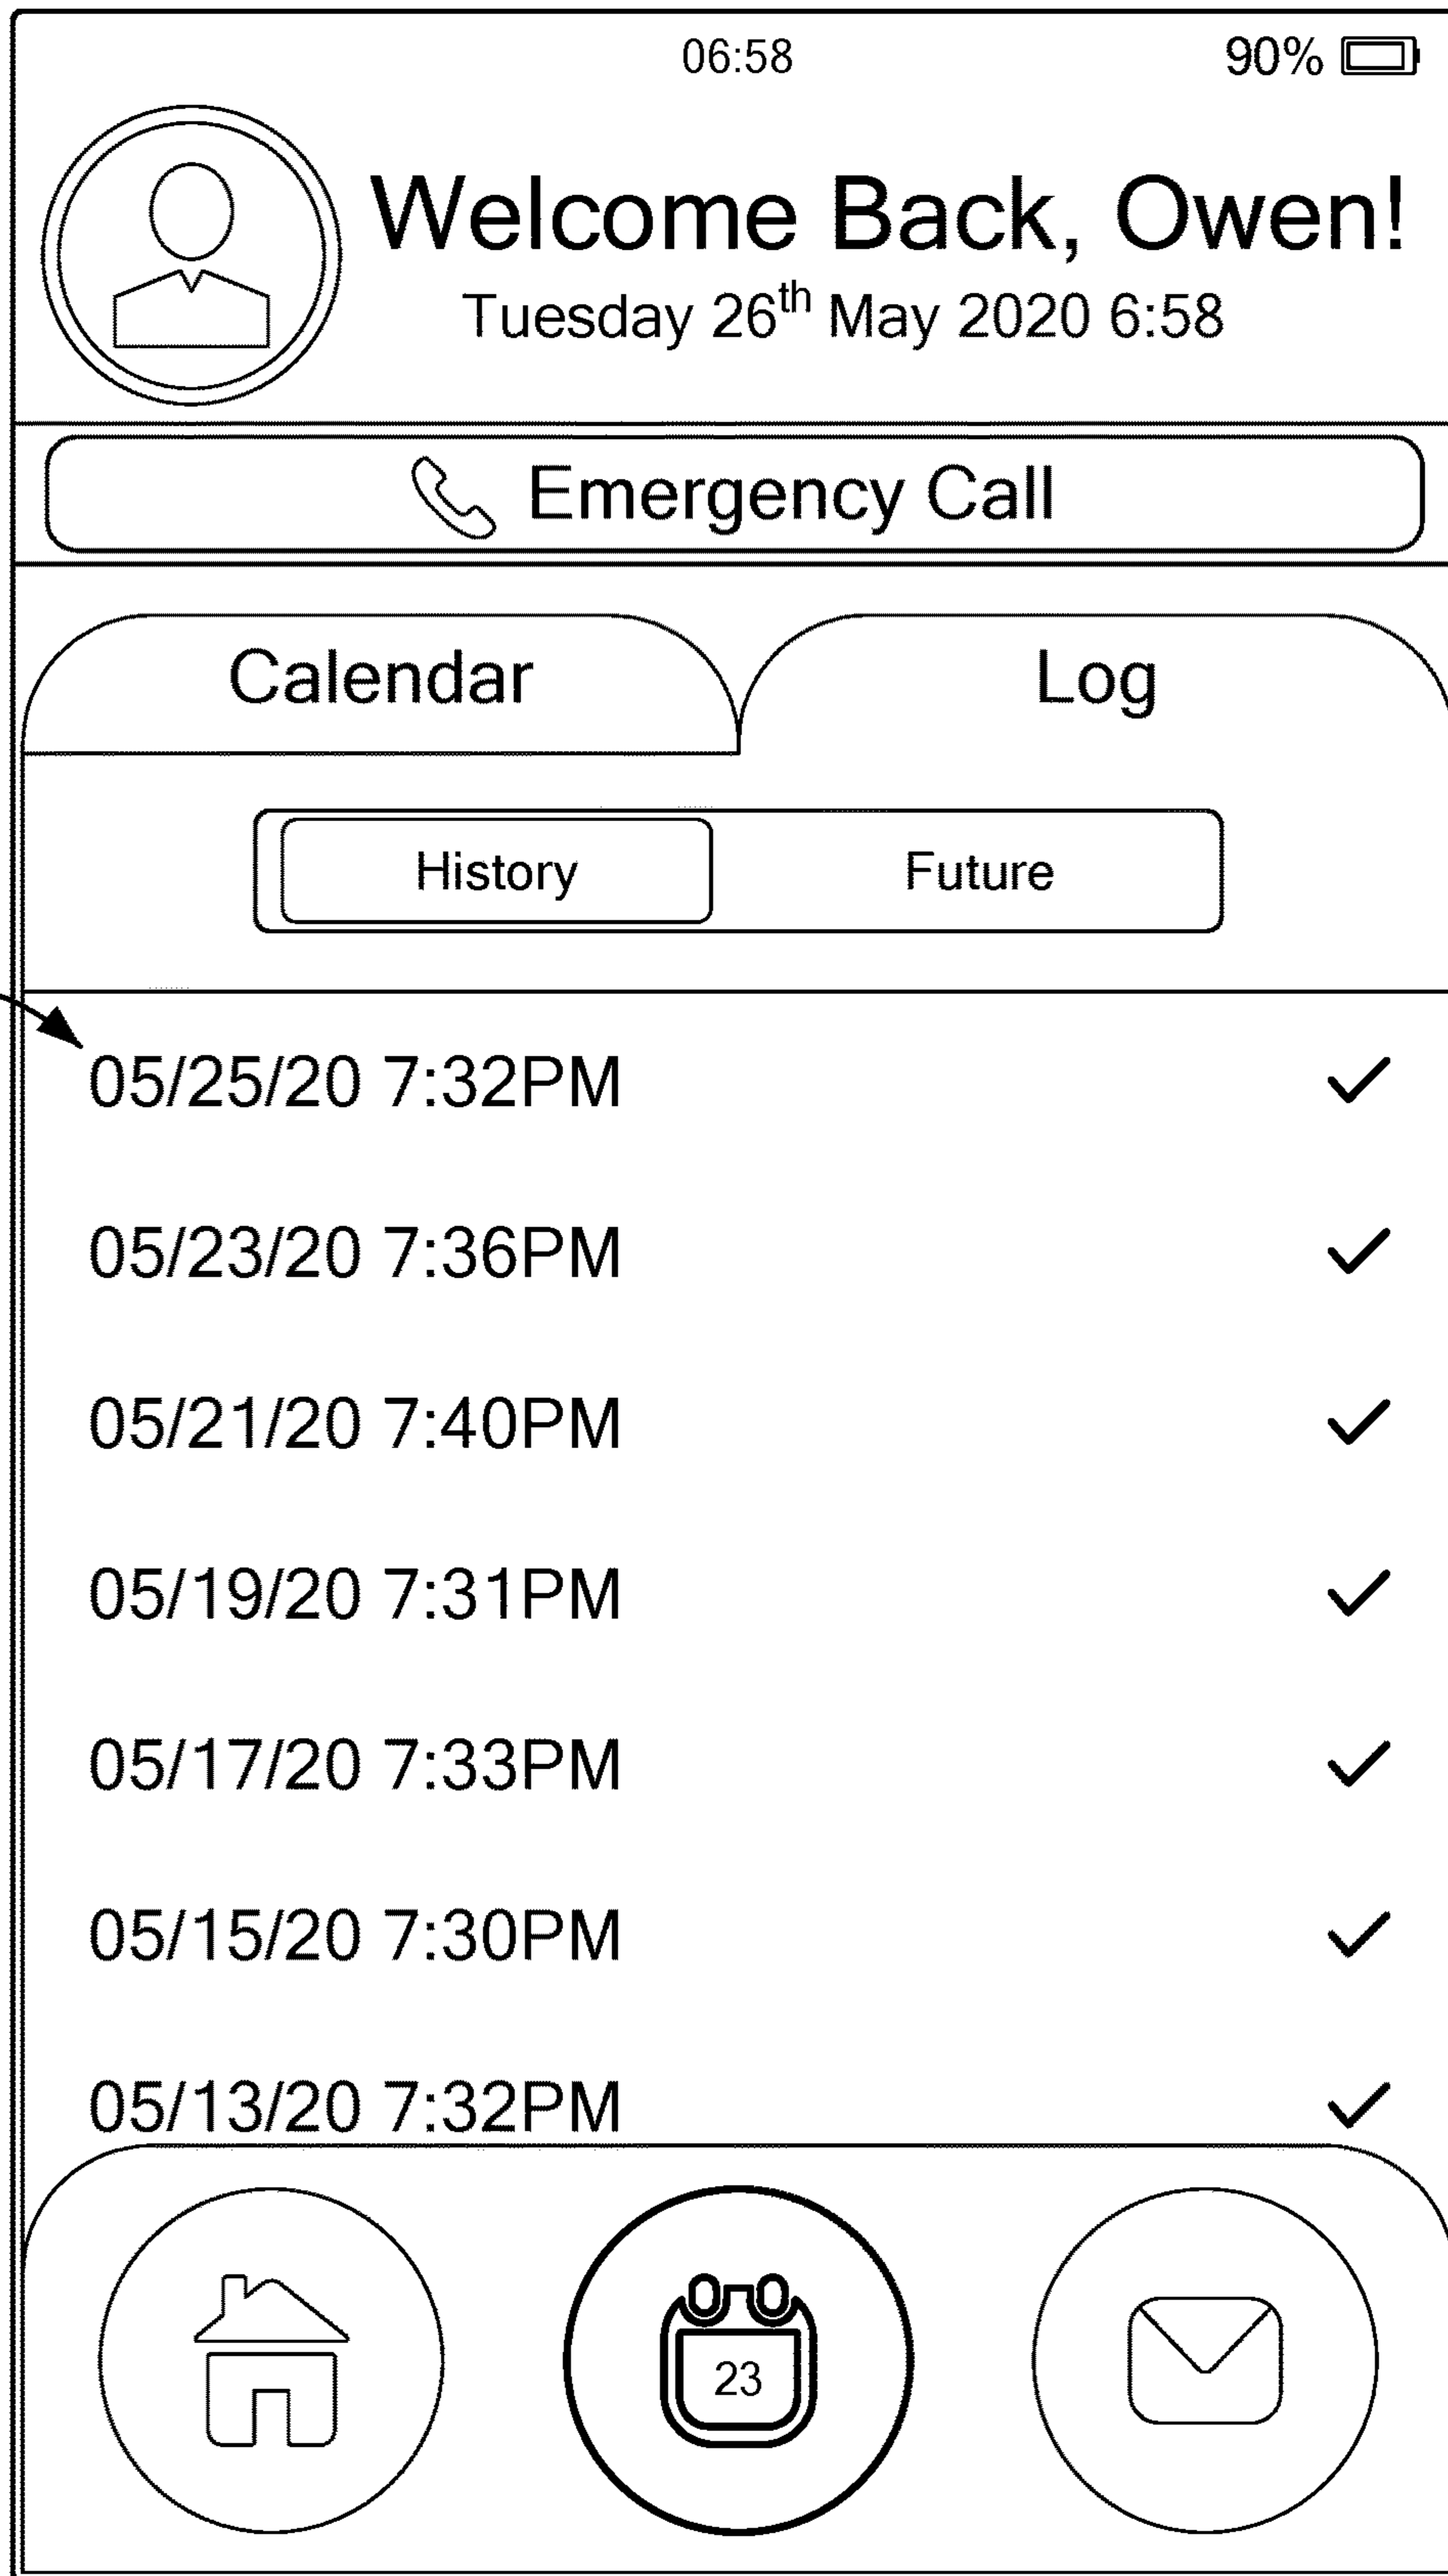 06:58 90%
Welcome Back, Owen!
Tuesday 26th May 2020 6:58
Emergency Call
Calendar Log
History Future
05/25/20 7:32PM
05/23/20 7:36PM
05/21/20 7:40PM
05/19/20 7:31PM
05/17/20 7:33PM
05/15/20 7:30PM
05/13/20 7:32PM
23